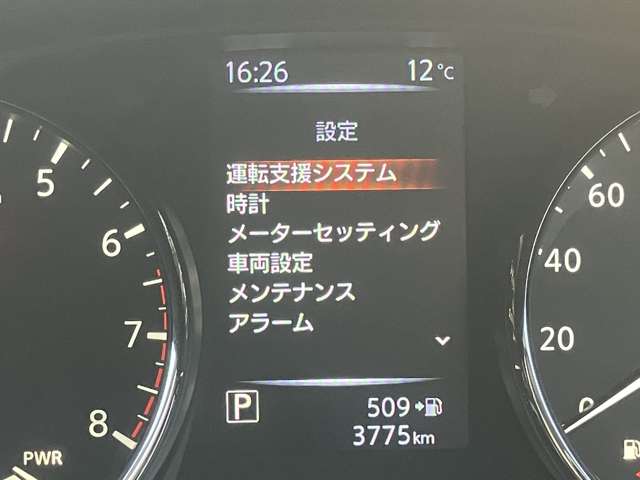 16:26 12℃
設定
運転支援システム
時計
メーターセッティング
車両設定
メンテナンス
アラーム
P 509
3775km
5
6
7
8
PWR
60
40
20
0